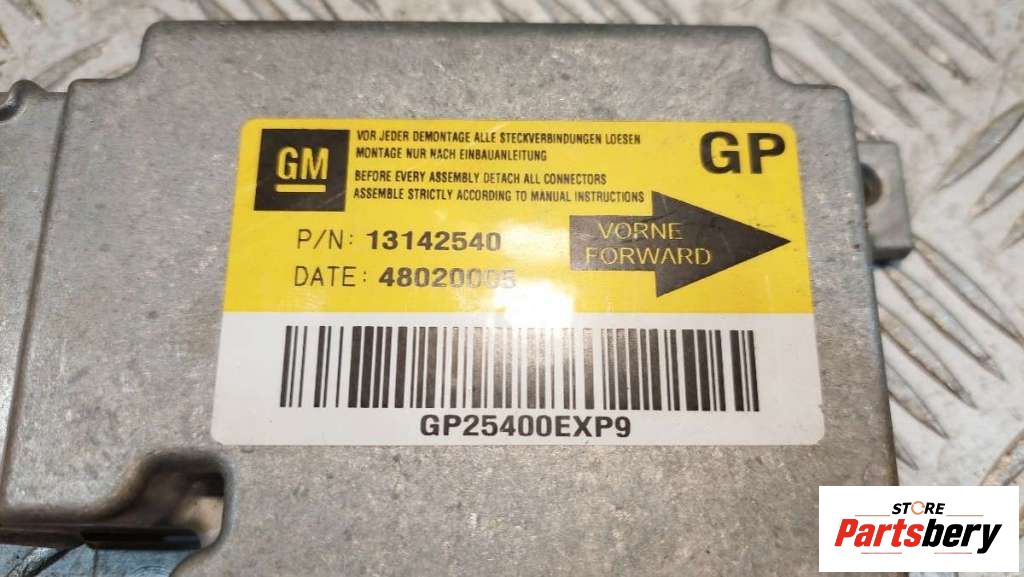 GM
VOR JEDER DEMONTAGE ALLE STECKVERBINDUNGEN LOESEN
MONTAGE NUR NACH EINBAUANLEITUNG
BEFORE EVERY ASSEMBLY DETACH ALL CONNECTORS
ASSEMBLE STRICTLY ACCORDING TO MANUAL INSTRUCTIONS
GP
P/N: 13142540
DATE: 48020005
VORNE
FORWARD
GP25400EXP9
STORE
Partsbery